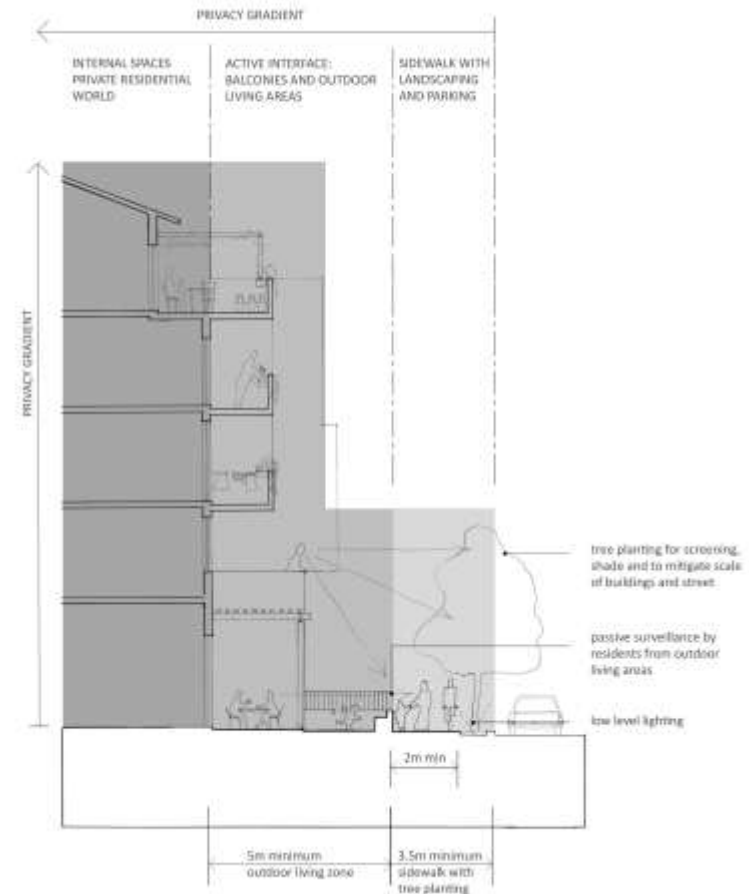 PRIVACY GRADIENT
INTERNAL SPACES
PRIVATE RESIDENTIAL
WORLD
ACTIVE INTERFACE:
BALCONIES AND OUTDOOR
LIVING AREAS
SIDEWALK WITH
LANDSCAPING
AND PARKING
PRIVACY GRADIENT
tree planting for screening,
shade and to mitigate scale
of buildings and street
passive surveillance by
residents from outdoor
living areas
low level lighting
2m min
5m minimum
outdoor living zone
3.5m minimum
sidewalk with
tree planting